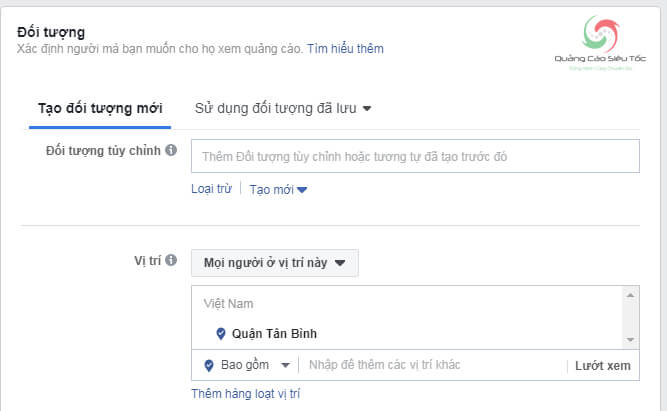 Đối tượng
Xác định người mà bạn muốn cho họ xem quảng cáo. Tìm hiểu thêm
Quảng Cáo Siêu Tốc
Tạo đối tượng mới
Sử dụng đối tượng đã lưu
Đối tượng tùy chỉnh
Thêm Đối tượng tùy chỉnh hoặc tương tự đã tạo trước đó
Loại trừ
Tạo mới
Vị trí
Mọi người ở vị trí này
Việt Nam
Quận Tân Bình
Bao gồm
Nhập để thêm các vị trí khác
Lướt xem
Thêm hàng loạt vị trí